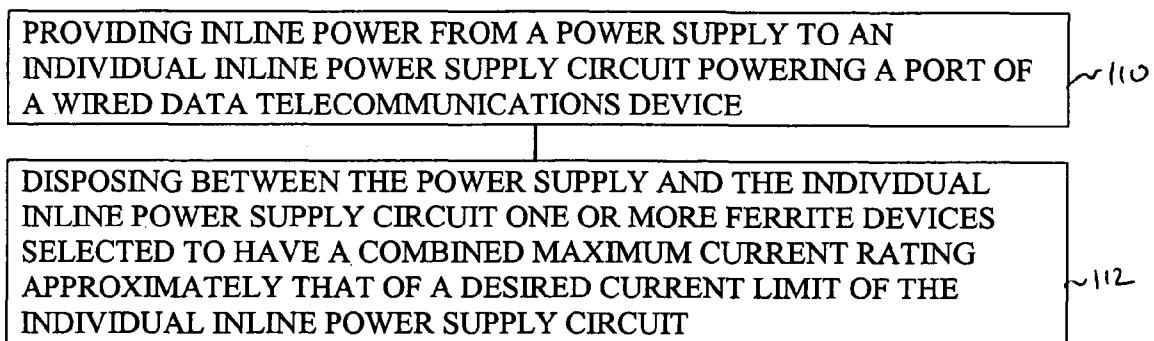 PROVIDING INLINE POWER FROM A POWER SUPPLY TO AN
INDIVIDUAL INLINE POWER SUPPLY CIRCUIT POWERING A PORT OF
A WIRED DATA TELECOMMUNICATIONS DEVICE
110
DISPOSING BETWEEN THE POWER SUPPLY AND THE INDIVIDUAL
INLINE POWER SUPPLY CIRCUIT ONE OR MORE FERRITE DEVICES
SELECTED TO HAVE A COMBINED MAXIMUM CURRENT RATING
APPROXIMATELY THAT OF A DESIRED CURRENT LIMIT OF THE
INDIVIDUAL INLINE POWER SUPPLY CIRCUIT
112